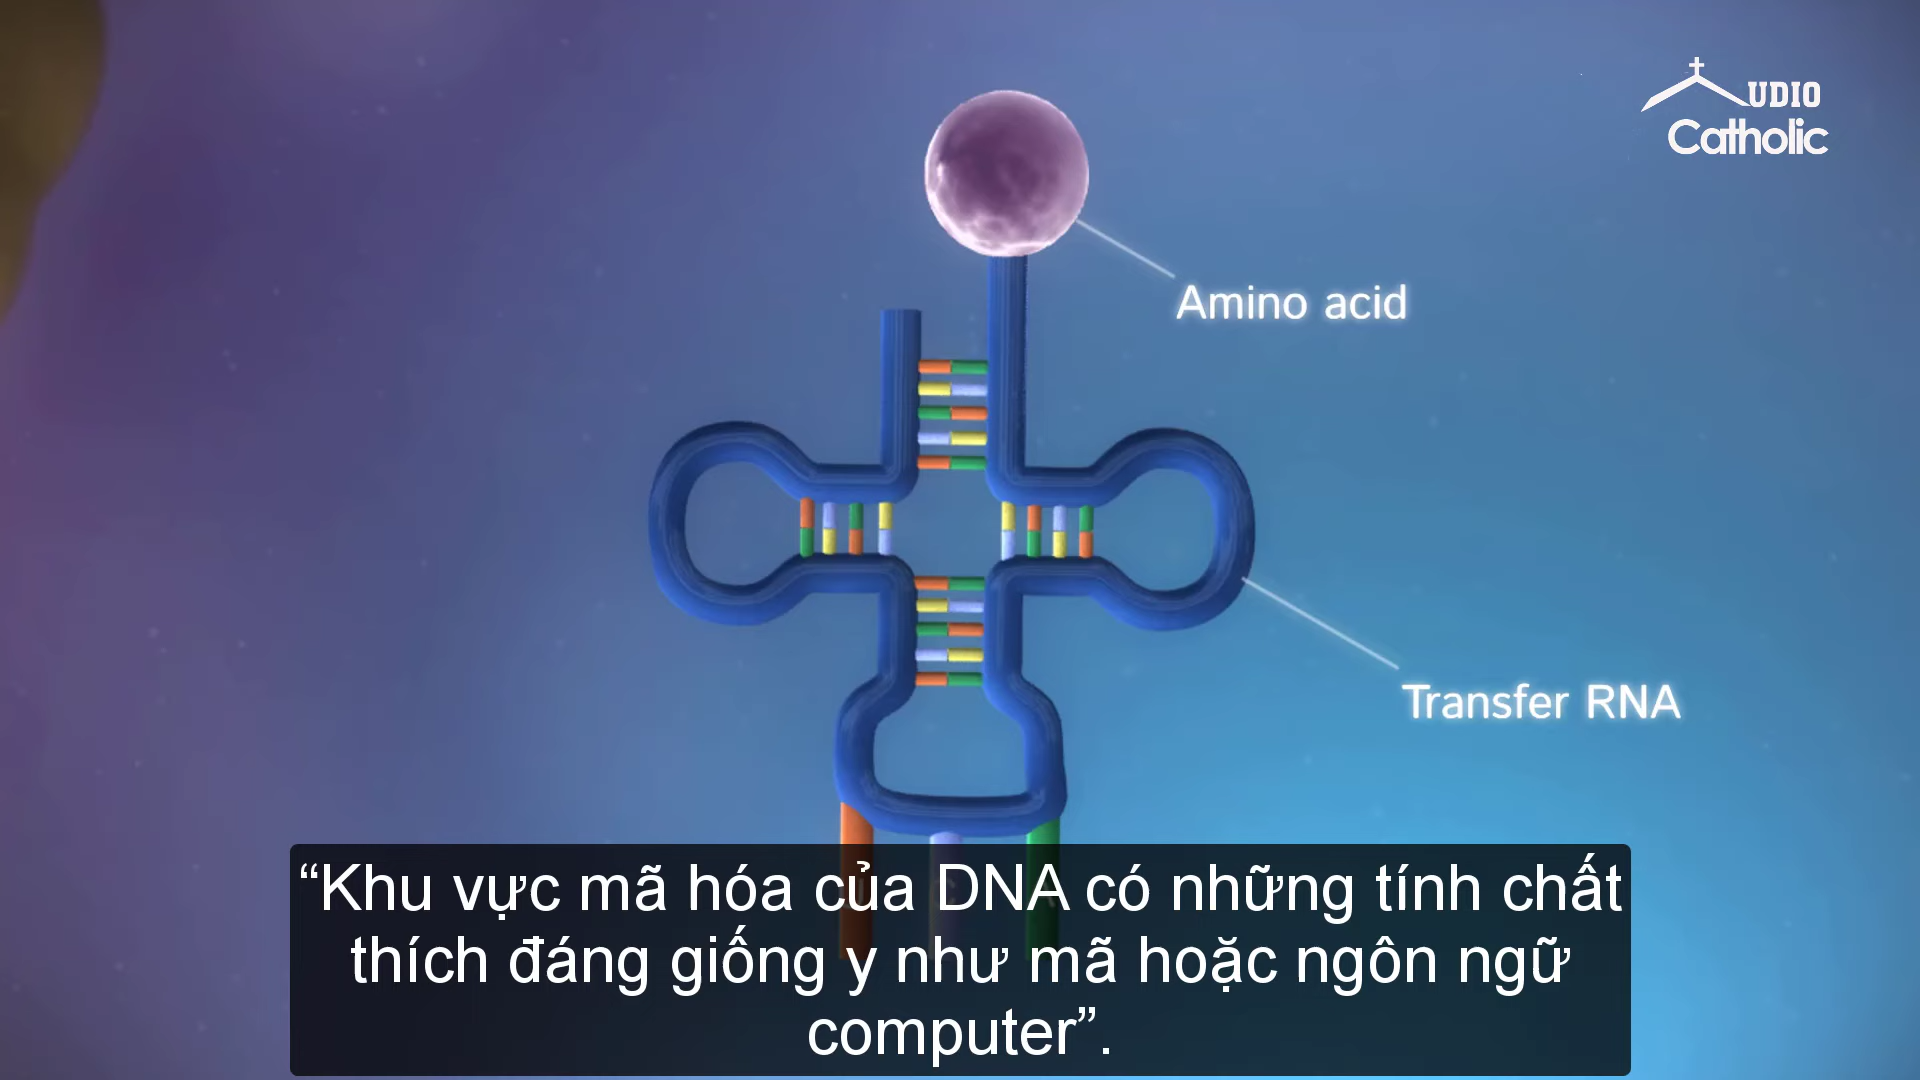 UDIO
Catholic
Amino acid
Transfer RNA
“Khu vực mã hóa của DNA có những tính chất
thích đáng giống y như mã hoặc ngôn ngữ
computer”.